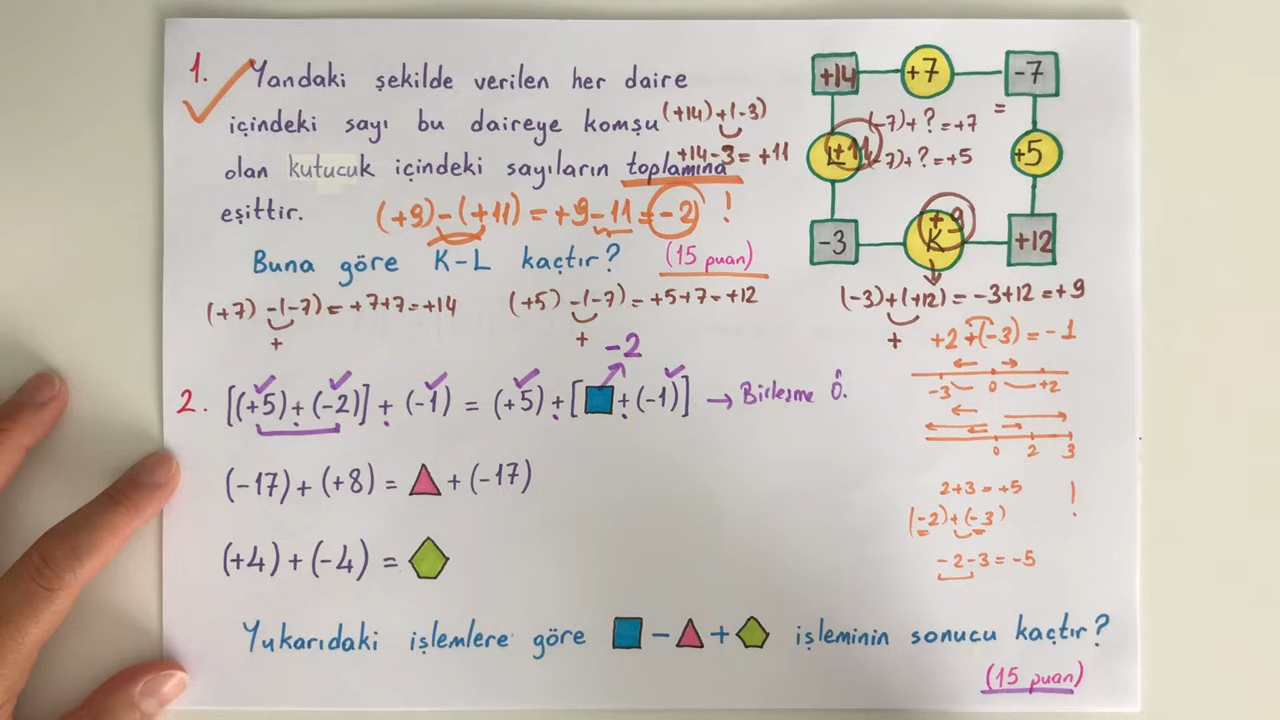 1. Yandaki şekilde verilen her daire
içindeki sayı bu daireye komşu
olan kutucuk içindeki sayıların toplamına
eşittir.
(+14)+(-3)
+14-3=+11
(+9)-(+11)=+9-11=-2 !
Buna göre K-L kaçtır? (15 puan)
+14 +7 -7
(-7)+?=+7 =
L+11 (-7)+?=+5 +5
-3 +9 K +12
(+7)-(-7)=+7+7=+14
+
(+5)-(-7)=+5+7=+12
+
(-3)+(+12)=-3+12=+9
+
-2
2. [(+5)+(-2)]+(-1)=(+5)+[ +(-1)] → Birleşme Ö.
(-17)+(+8)= +(-17)
(+4)+(-4)=
+2+(-3)=-1
-3 0 +2
0 2 3
2+3=+5 !
(-2)+(-3)
-2-3=-5
Yukarıdaki işlemlere göre - + işleminin sonucu kaçtır?
(15 puan)